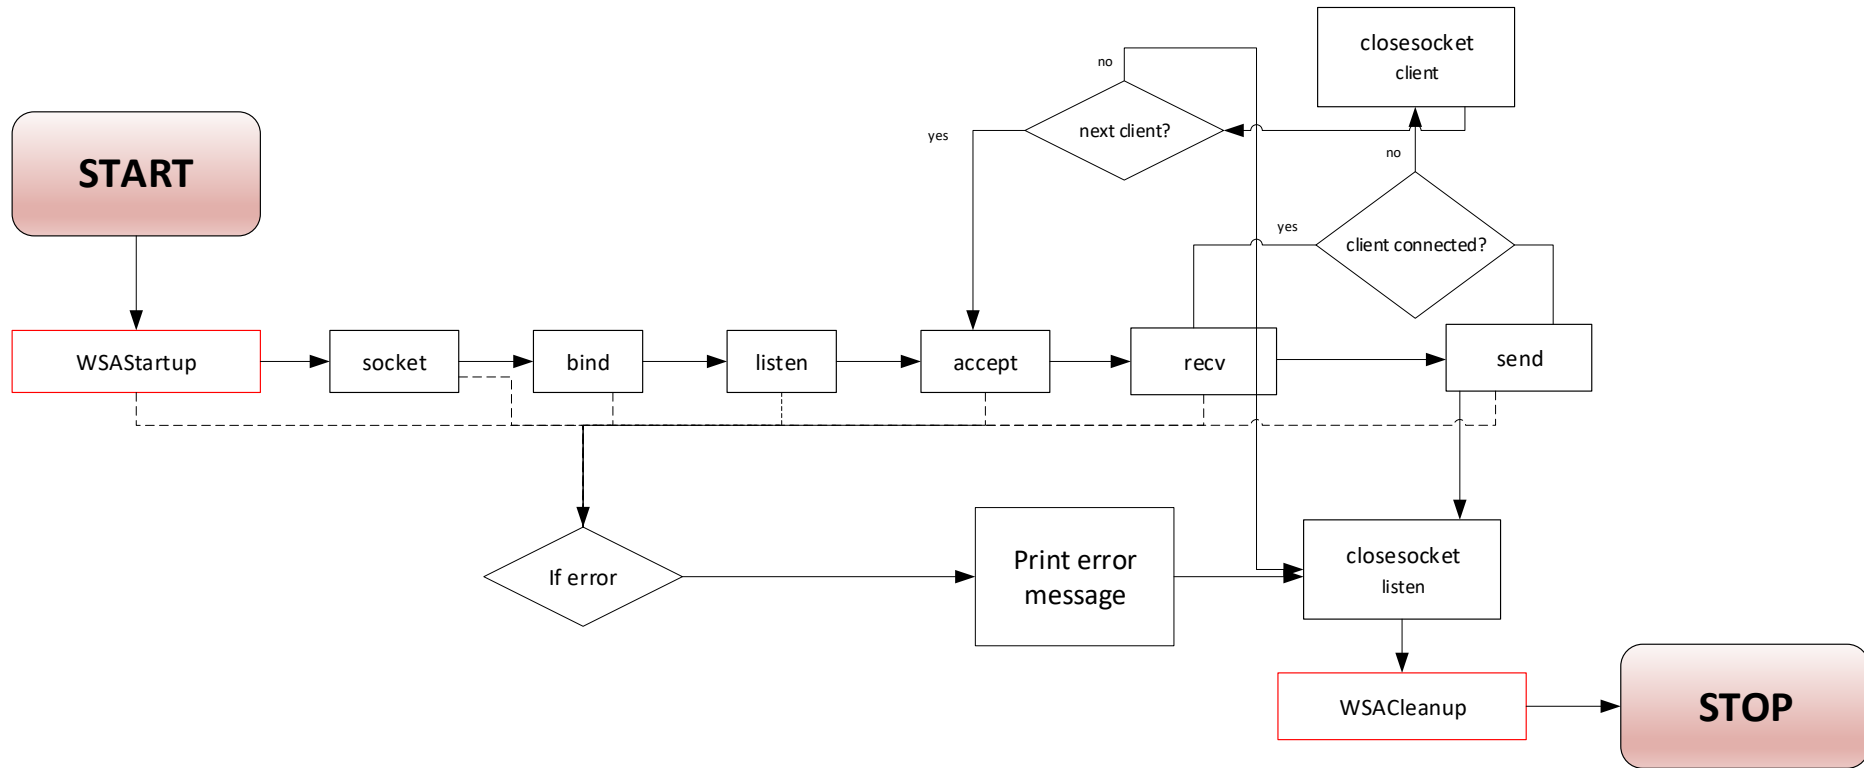 closesocket
client
no
next client?
yes
no
START
yes
client connected?
WSAStartup
socket
bind
listen
accept
recv
send
If error
Print error
message
closesocket
listen
WSACleanup
STOP